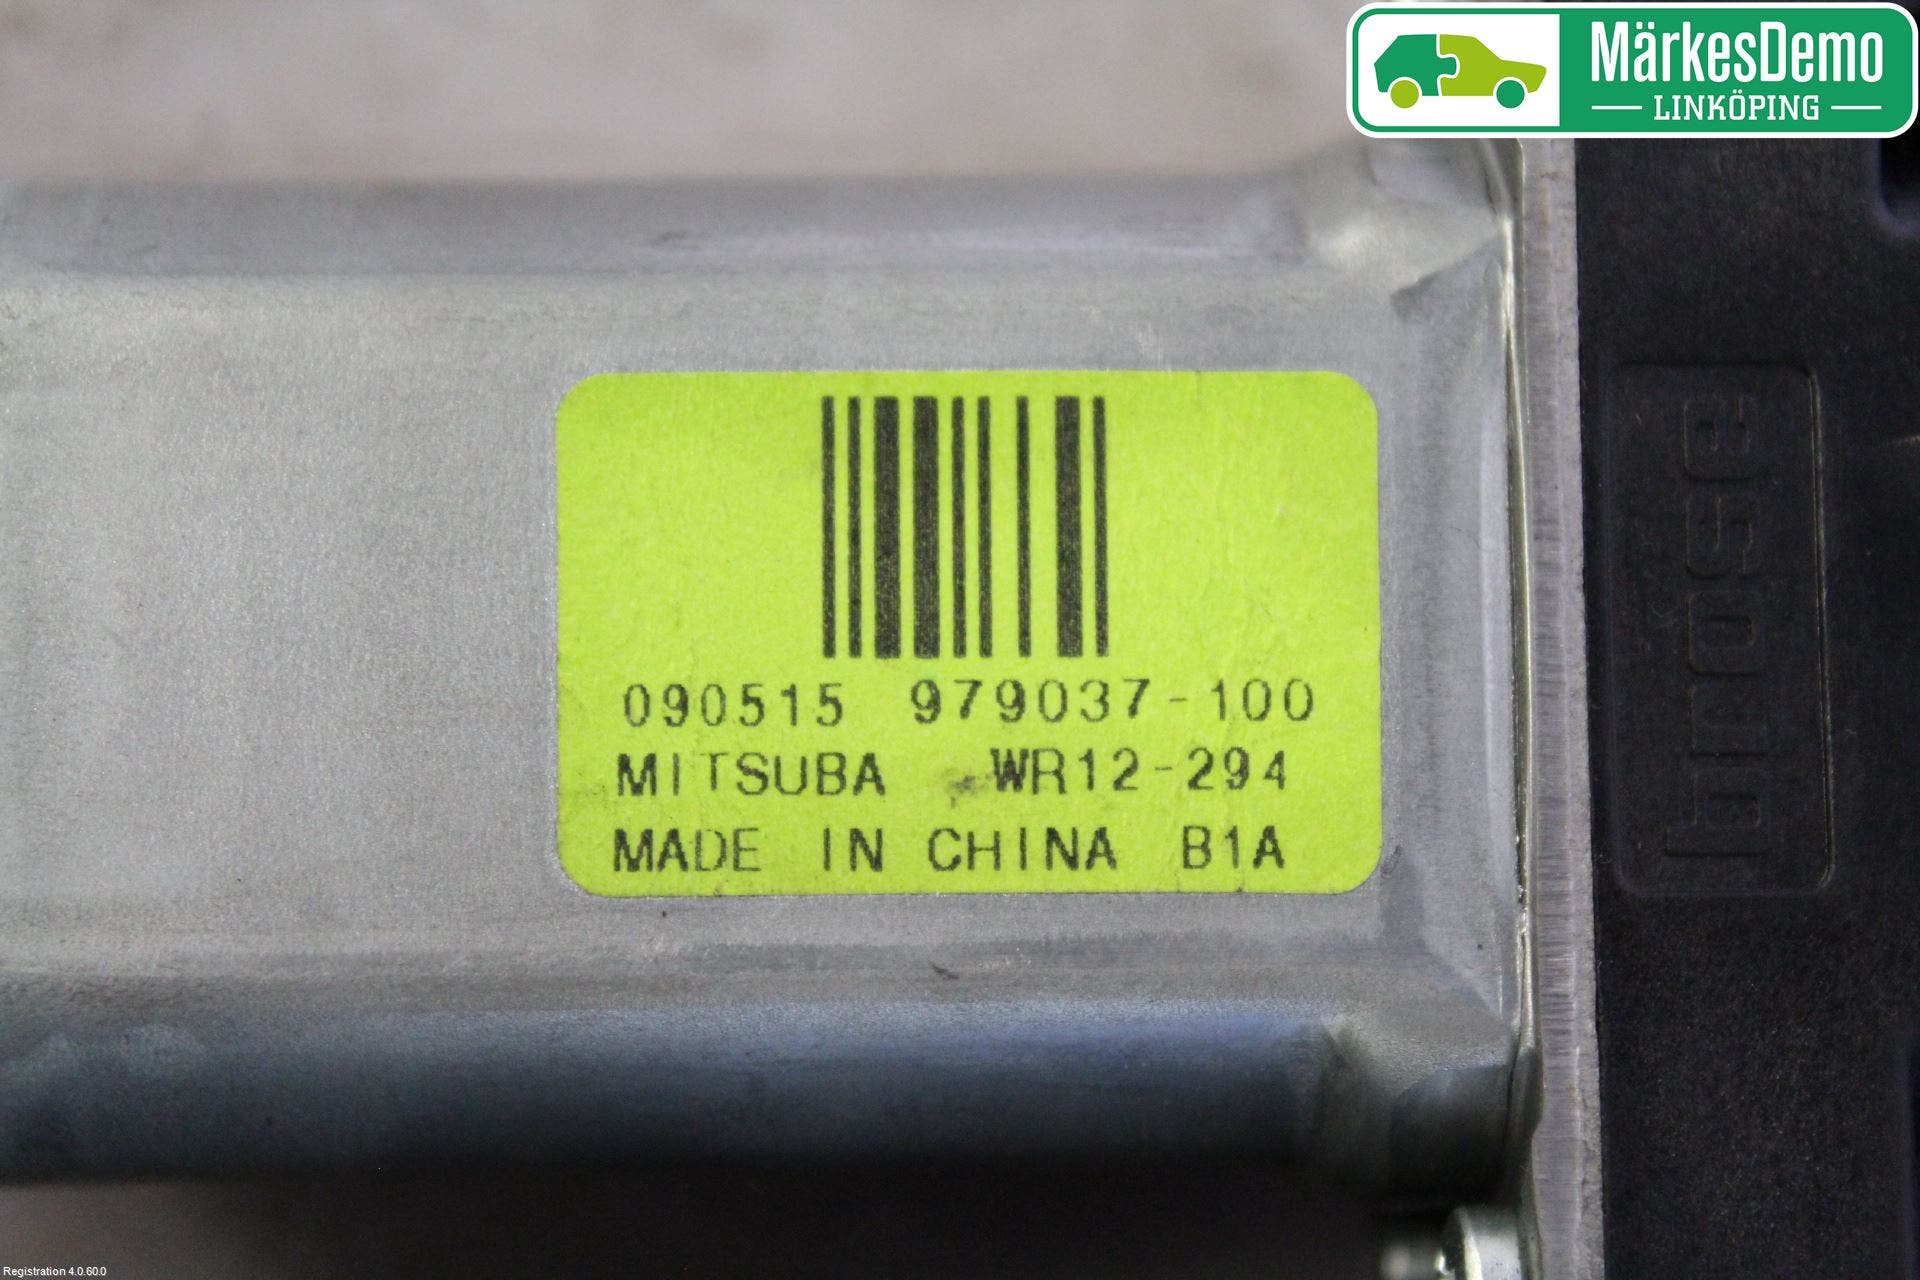 MärkesDemo
LINKÖPING
090515 979037-100
MITSUBA WR12-294
MADE IN CHINA B1A
brose
Registration 4.0.60.0